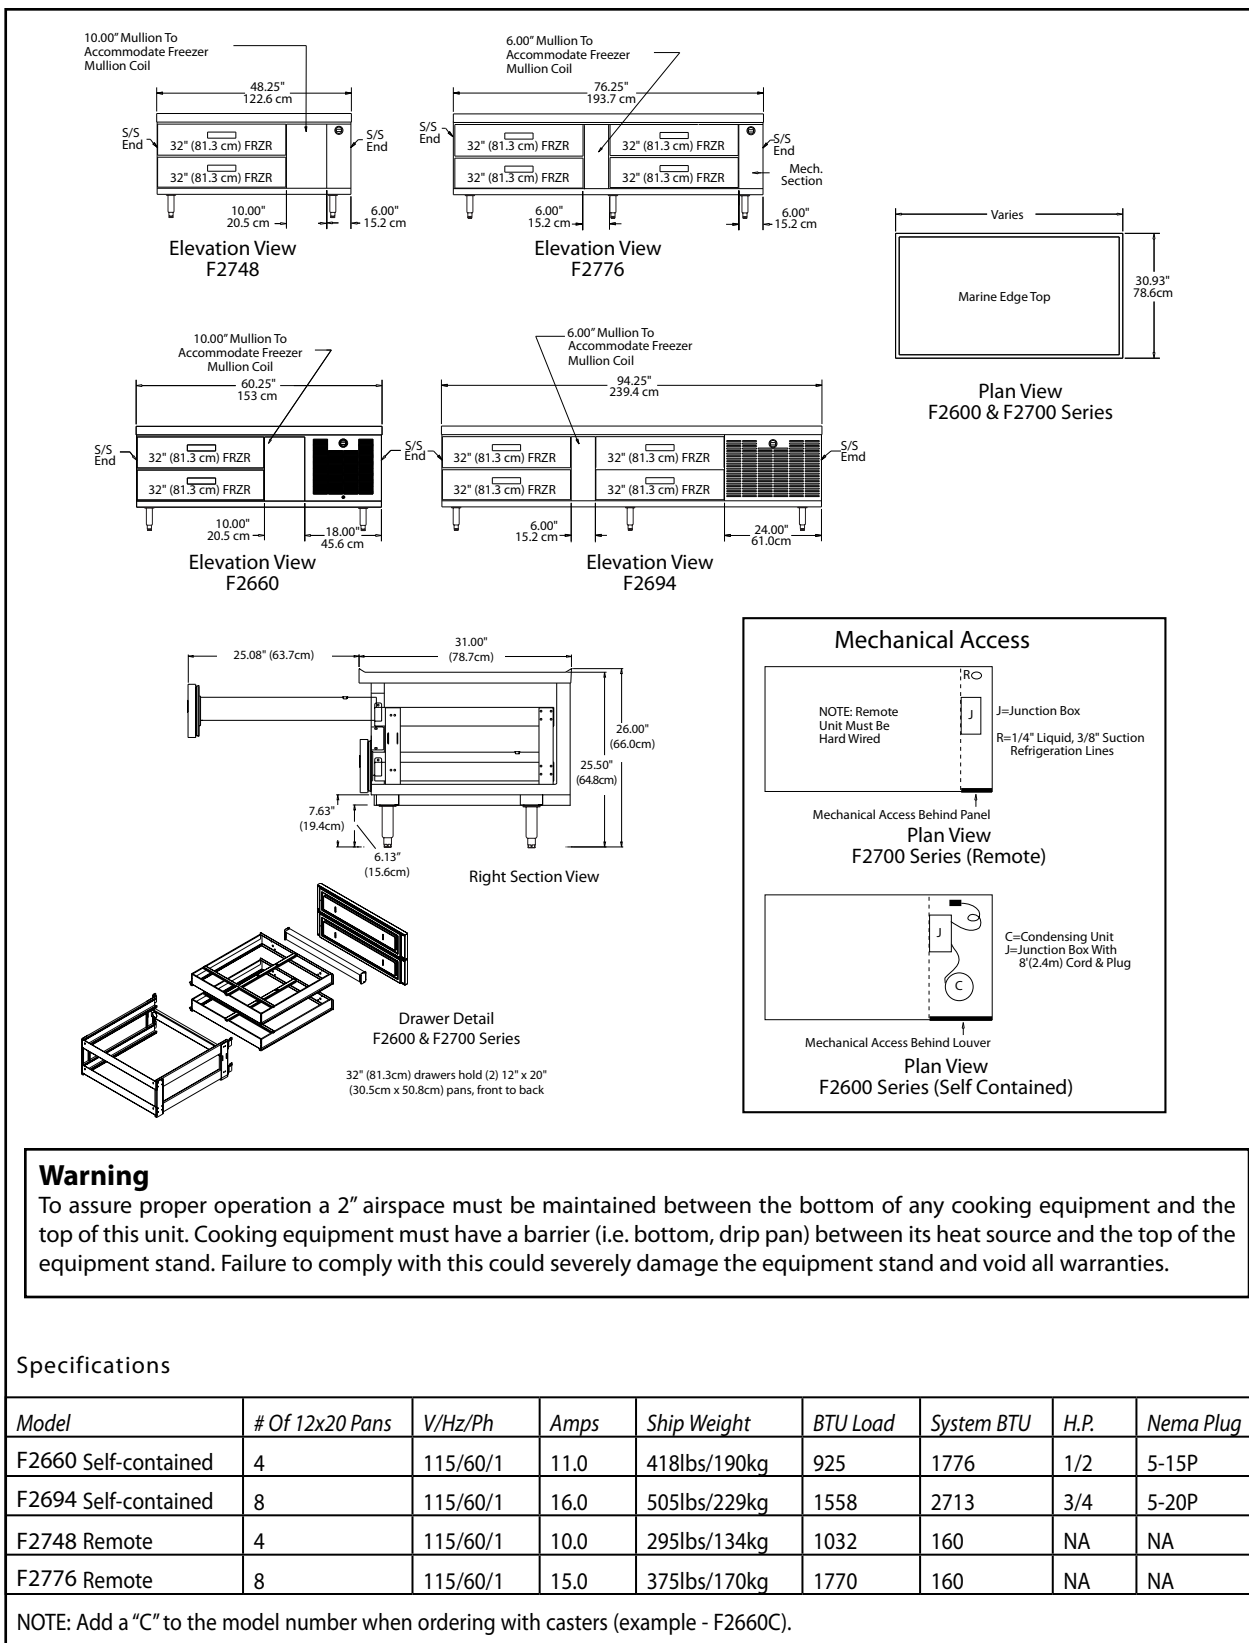 10.00" Mullion To
Accommodate Freezer
Mullion Coil
48.25"
122.6 cm
S/S
End
S/S
End
32" (81.3 cm) FRZR
32" (81.3 cm) FRZR
10.00"
20.5 cm
6.00"
15.2 cm
Elevation View
F2748
6.00" Mullion To
Accommodate Freezer
Mullion Coil
76.25"
193.7 cm
S/S
End
S/S
End
32" (81.3 cm) FRZR
32" (81.3 cm) FRZR
32" (81.3 cm) FRZR
32" (81.3 cm) FRZR
Mech.
Section
6.00"
15.2 cm
6.00"
15.2 cm
Elevation View
F2776
Varies
Marine Edge Top
30.93"
78.6cm
Plan View
F2600 & F2700 Series
10.00" Mullion To
Accommodate Freezer
Mullion Coil
60.25"
153 cm
S/S
End
S/S
End
32" (81.3 cm) FRZR
32" (81.3 cm) FRZR
10.00"
20.5 cm
18.00"
45.6 cm
Elevation View
F2660
6.00" Mullion To
Accommodate Freezer
Mullion Coil
94.25"
239.4 cm
32" (81.3 cm) FRZR
32" (81.3 cm) FRZR
32" (81.3 cm) FRZR
32" (81.3 cm) FRZR
S/S
Emd
6.00"
15.2 cm
24.00"
61.0cm
Elevation View
F2694
25.08" (63.7cm)
31.00"
(78.7cm)
26.00"
(66.0cm)
25.50"
(64.8cm)
7.63"
(19.4cm)
6.13"
(15.6cm)
Right Section View
Drawer Detail
F2600 & F2700 Series
32" (81.3cm) drawers hold (2) 12" x 20"
(30.5cm x 50.8cm) pans, front to back
Mechanical Access
R
J
NOTE: Remote
Unit Must Be
Hard Wired
J=Junction Box
R=1/4" Liquid, 3/8" Suction
Refrigeration Lines
Mechanical Access Behind Panel
Plan View
F2700 Series (Remote)
J
C
C=Condensing Unit
J=Junction Box With
8'(2.4m) Cord & Plug
Mechanical Access Behind Louver
Plan View
F2600 Series (Self Contained)
Warning
To assure proper operation a 2" airspace must be maintained between the bottom of any cooking equipment and the
top of this unit. Cooking equipment must have a barrier (i.e. bottom, drip pan) between its heat source and the top of the
equipment stand. Failure to comply with this could severely damage the equipment stand and void all warranties.
Specifications
Model # Of 12x20 Pans V/Hz/Ph Amps Ship Weight BTU Load System BTU H.P. Nema Plug
F2660 Self-contained 4 115/60/1 11.0 418lbs/190kg 925 1776 1/2 5-15P
F2694 Self-contained 8 115/60/1 16.0 505lbs/229kg 1558 2713 3/4 5-20P
F2748 Remote 4 115/60/1 10.0 295lbs/134kg 1032 160 NA NA
F2776 Remote 8 115/60/1 15.0 375lbs/170kg 1770 160 NA NA
NOTE: Add a "C" to the model number when ordering with casters (example - F2660C).